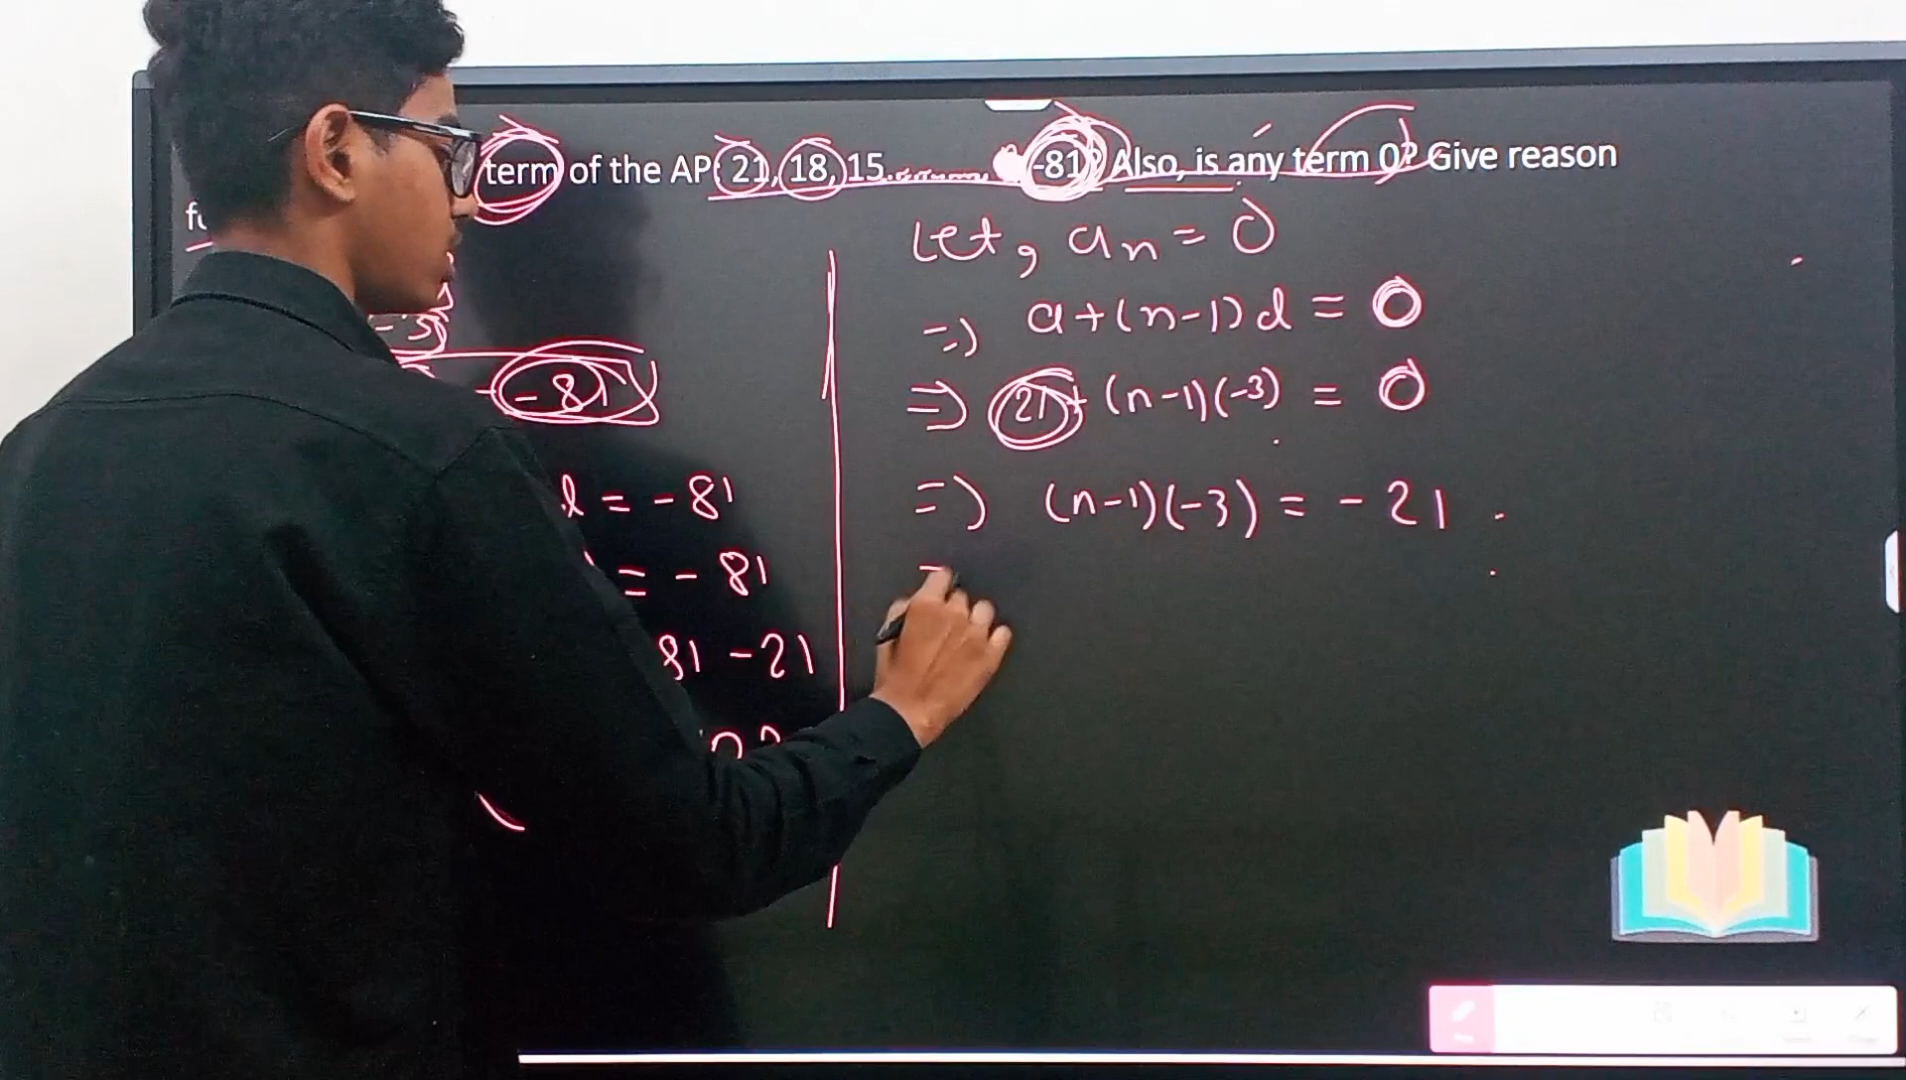 term of the AP: 21, 18, 15......... -81? Also, is any term 0? Give reason
-3)
- 81
l = - 81
= - 81
81 - 21
Let, an = 0
=) a+(n-1)d = 0
=) 21+ (n-1)(-3) = 0
=) (n-1)(-3) = - 21